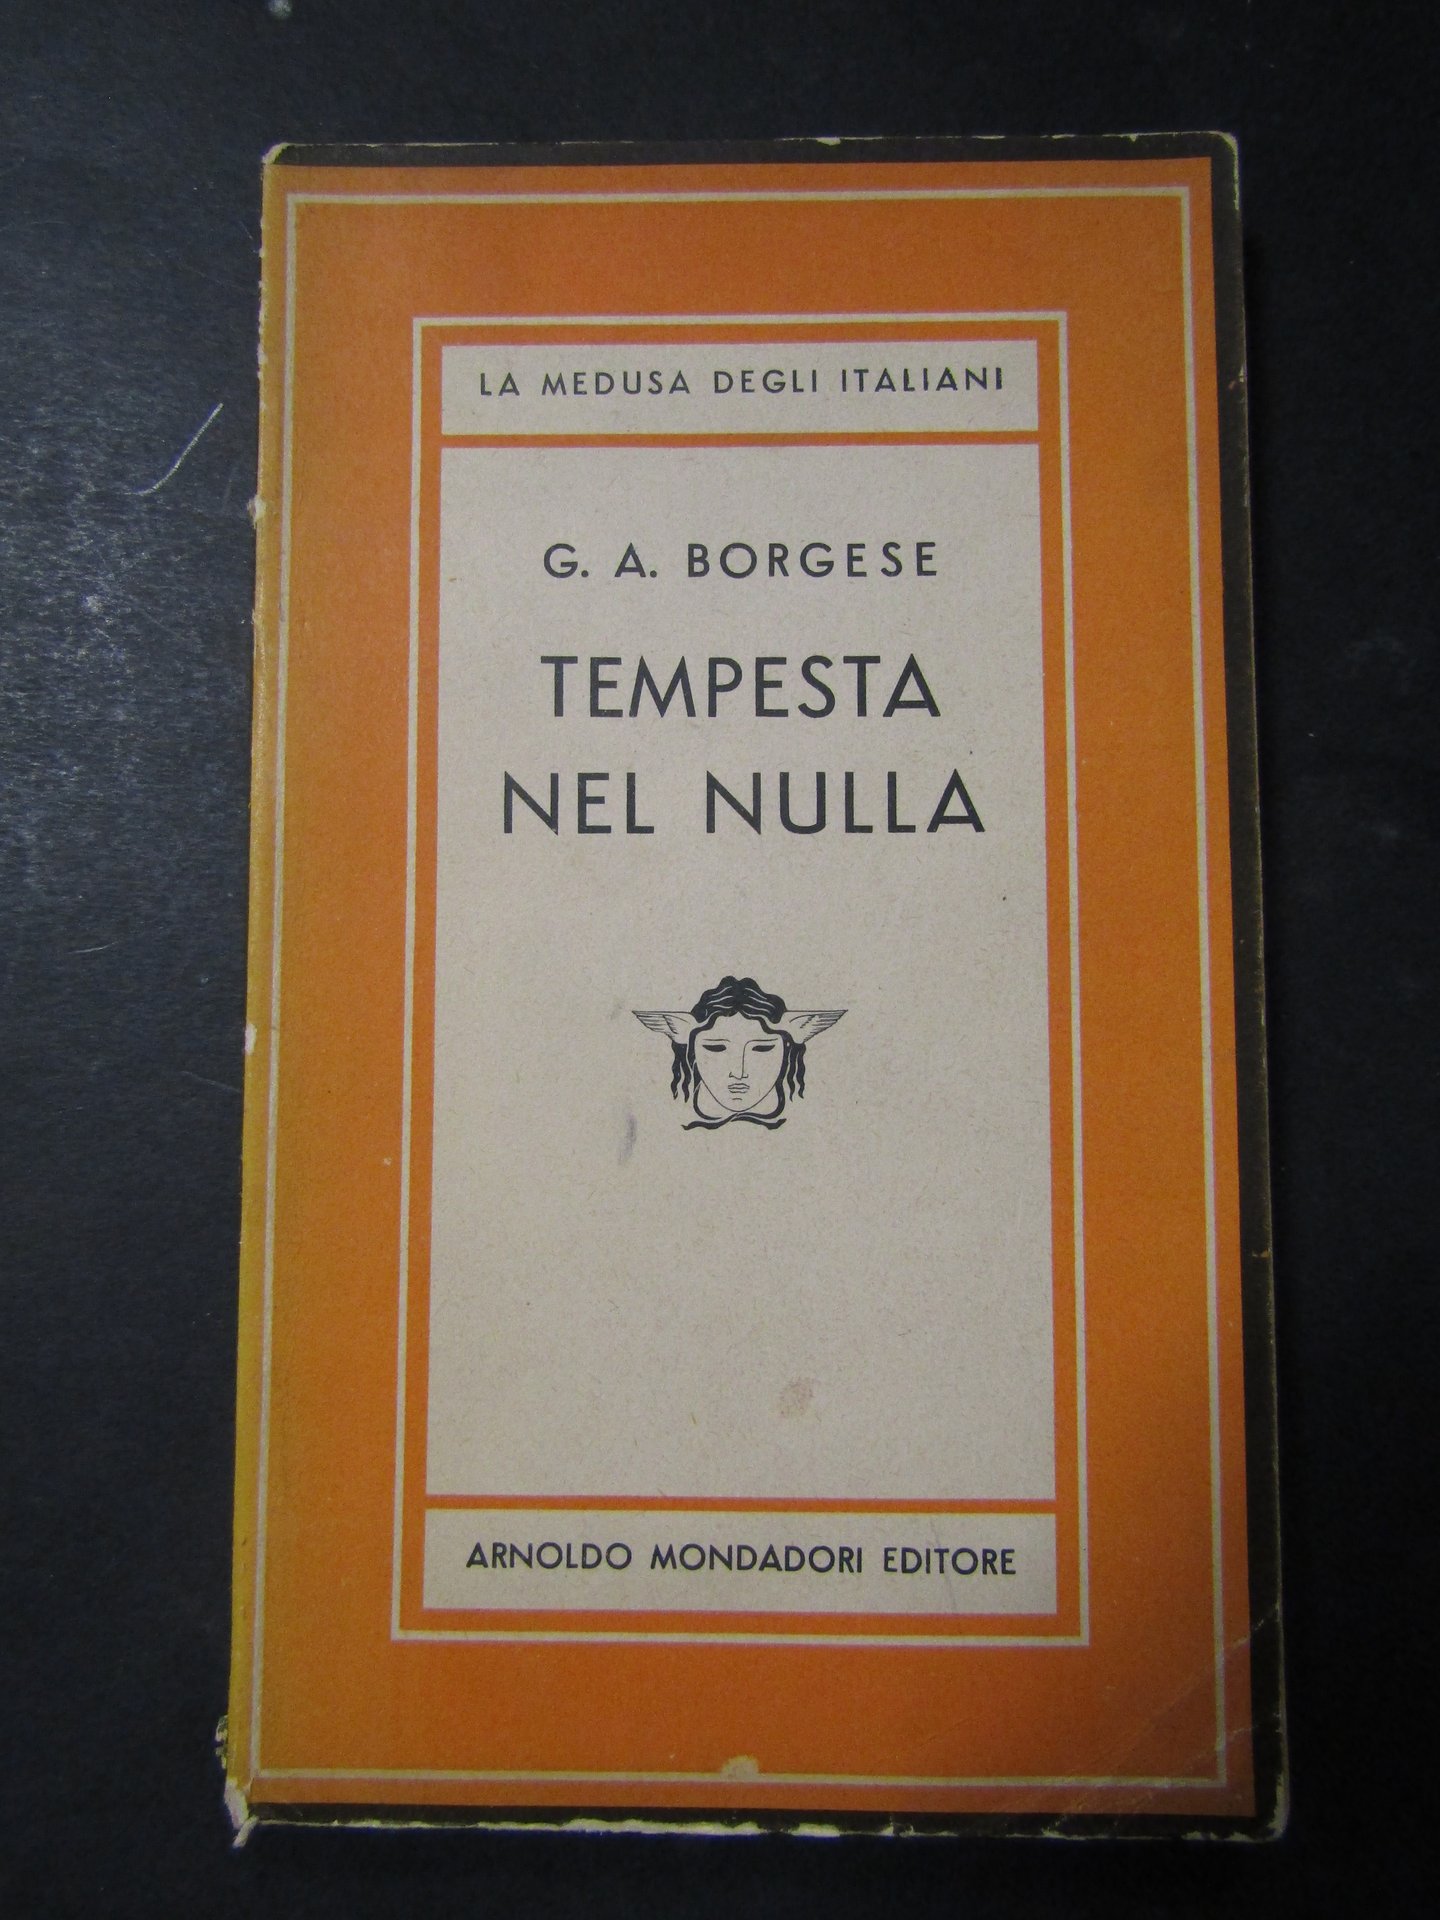 LA MEDUSA DEGLI ITALIANI
G. A. BORGESE
TEMPESTA
NEL NULLA
ARNOLDO MONDADORI EDITORE